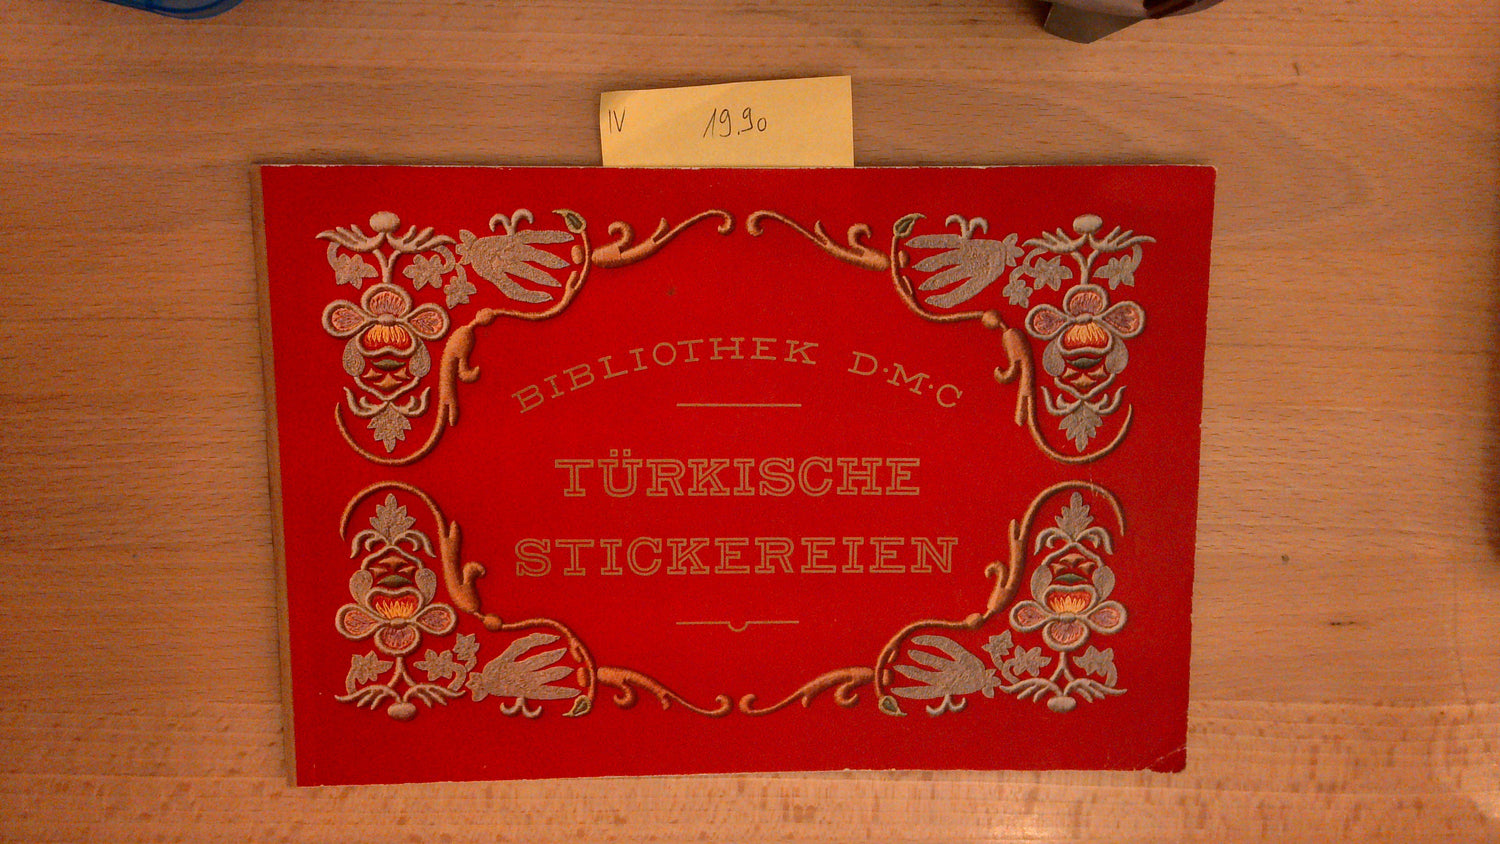 IV 19.90
BIBLIOTHEK D·M·C
TÜRKISCHE
STICKEREIEN